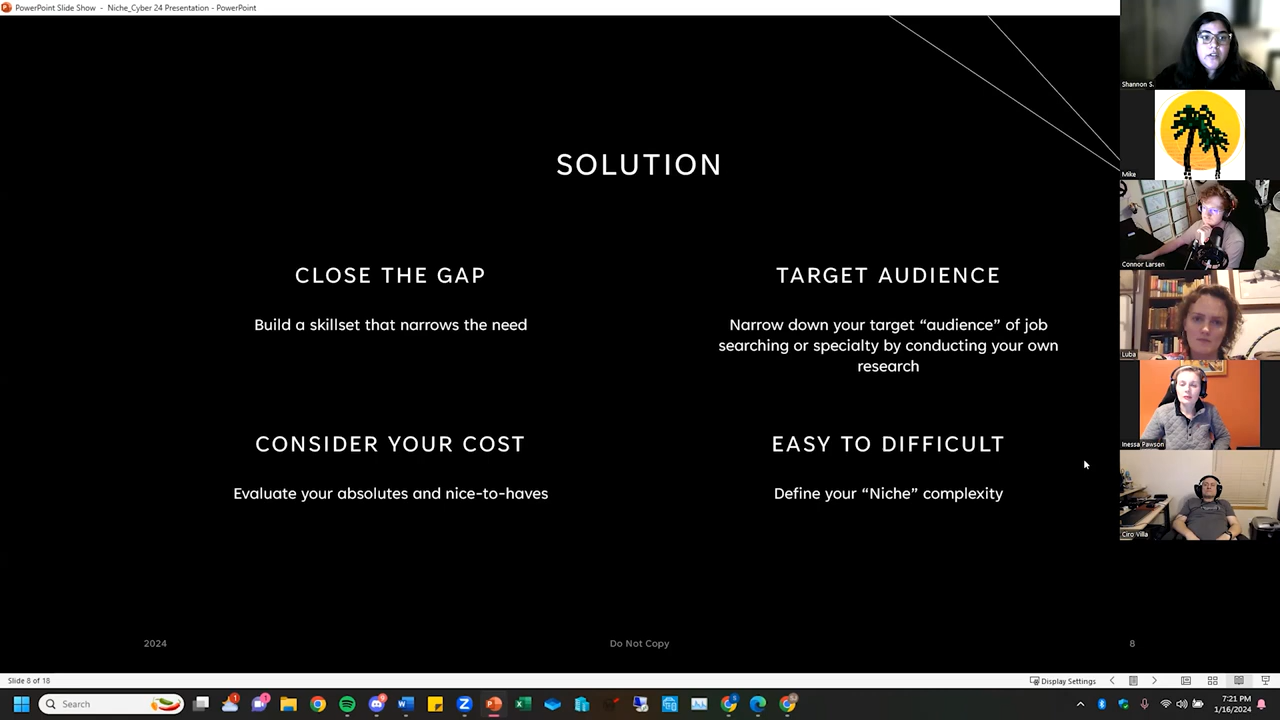 PowerPoint Slide Show - Niche_Cyber 24 Presentation - PowerPoint
SOLUTION
CLOSE THE GAP
Build a skillset that narrows the need
TARGET AUDIENCE
Narrow down your target “audience” of job
searching or specialty by conducting your own
research
CONSIDER YOUR COST
Evaluate your absolutes and nice-to-haves
EASY TO DIFFICULT
Define your “Niche” complexity
2024
Do Not Copy
8
Shannon S.
Mike
Connor Larsen
Luba
Inessa Pawson
Ciro Villa
Slide 8 of 18
Display Settings
Search
7:21 PM
1/16/2024